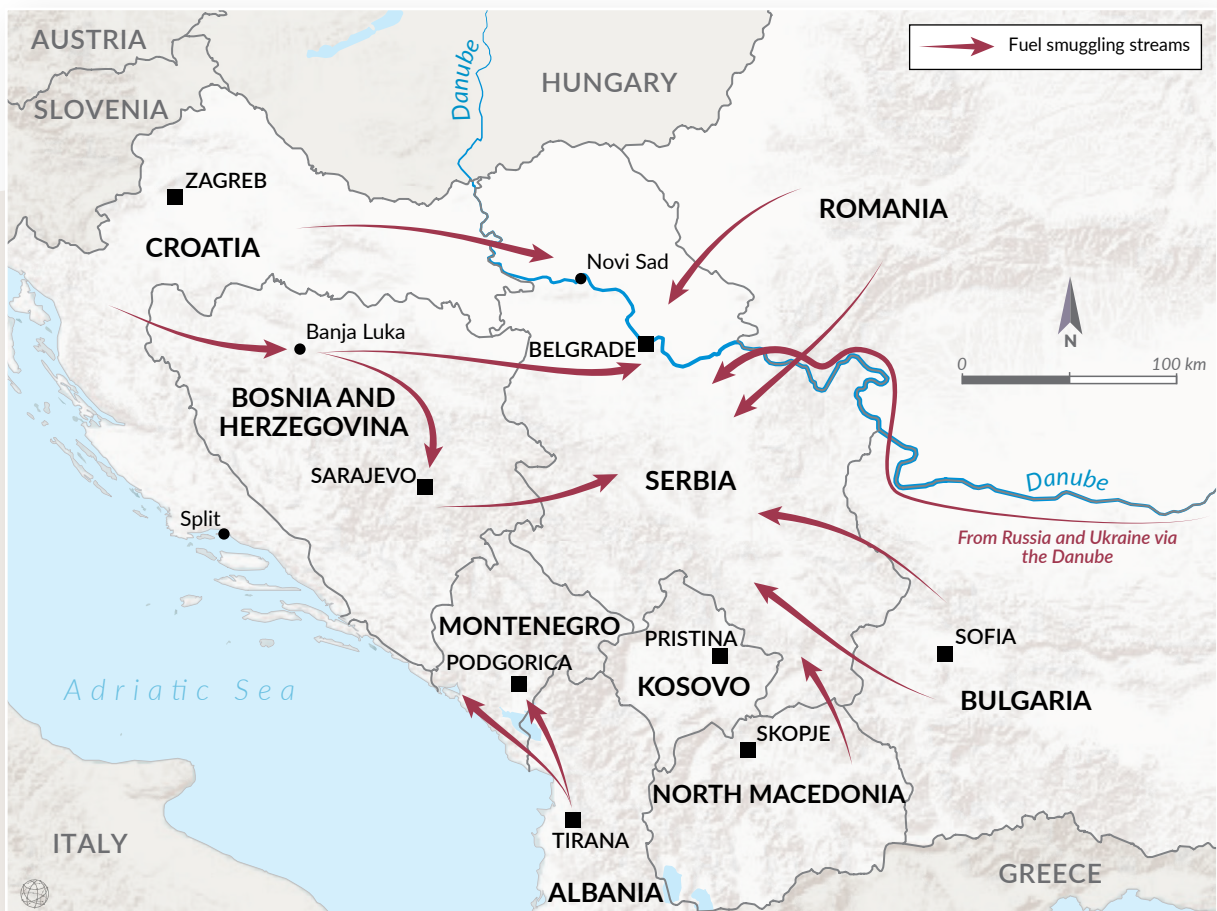 AUSTRIA
Fuel smuggling streams
HUNGARY
Danube
SLOVENIA
ZAGREB
ROMANIA
CROATIA
Novi Sad
Banja Luka
BELGRADE
N
0 100 km
BOSNIA AND
HERZEGOVINA
SARAJEVO
SERBIA
Danube
Split
From Russia and Ukraine via
the Danube
MONTENEGRO
PRISTINA
SOFIA
PODGORICA
KOSOVO
Adriatic Sea
BULGARIA
SKOPJE
NORTH MACEDONIA
TIRANA
ITALY
GREECE
ALBANIA